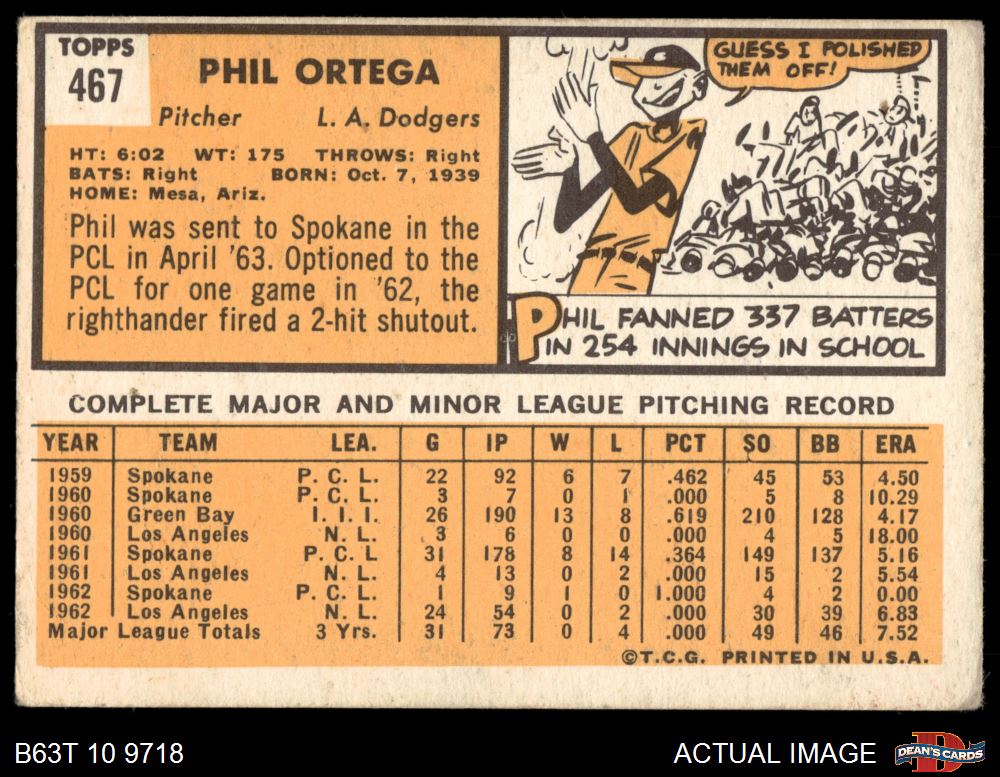 TOPPS
467
PHIL ORTEGA
Pitcher L. A. Dodgers
HT: 6:02 WT: 175 THROWS: Right
BATS: Right BORN: Oct. 7, 1939
HOME: Mesa, Ariz.
Phil was sent to Spokane in the
PCL in April '63. Optioned to the
PCL for one game in '62, the
righthander fired a 2-hit shutout.
GUESS I POLISHED
THEM OFF!
PHIL FANNED 337 BATTERS
IN 254 INNINGS IN SCHOOL
COMPLETE MAJOR AND MINOR LEAGUE PITCHING RECORD
YEAR TEAM LEA. G IP W L PCT SO BB ERA
1959 Spokane P. C. L. 22 92 6 7 .462 45 53 4.50
1960 Spokane P. C. L. 3 7 0 1 .000 5 8 10.29
1960 Green Bay I. I. I. 26 190 13 8 .619 210 128 4.17
1960 Los Angeles N. L. 3 6 0 0 .000 4 5 18.00
1961 Spokane P. C. L 31 178 8 14 .364 149 137 5.16
1961 Los Angeles N. L. 4 13 0 2 .000 15 2 5.54
1962 Spokane P. C. L. 1 9 1 0 1.000 4 2 0.00
1962 Los Angeles N. L. 24 54 0 2 .000 30 39 6.83
Major League Totals 3 Yrs. 31 73 0 4 .000 49 46 7.52
©T.C.G. PRINTED IN U.S.A.
B63T 10 9718 ACTUAL IMAGE DEAN'S CARDS